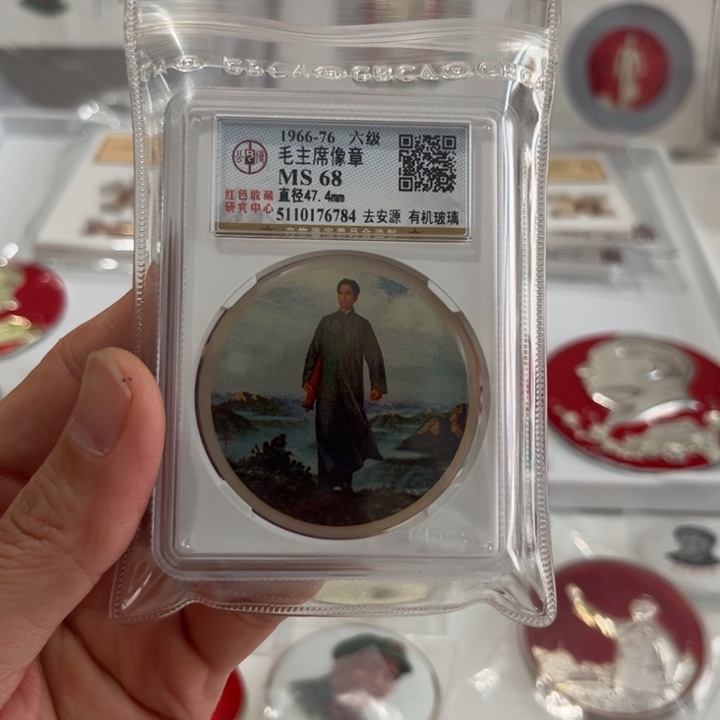 1966-76 六级
毛主席像章
MS 68
红色收藏
研究中心
直径47.4mm
5110176784 去安源 有机玻璃